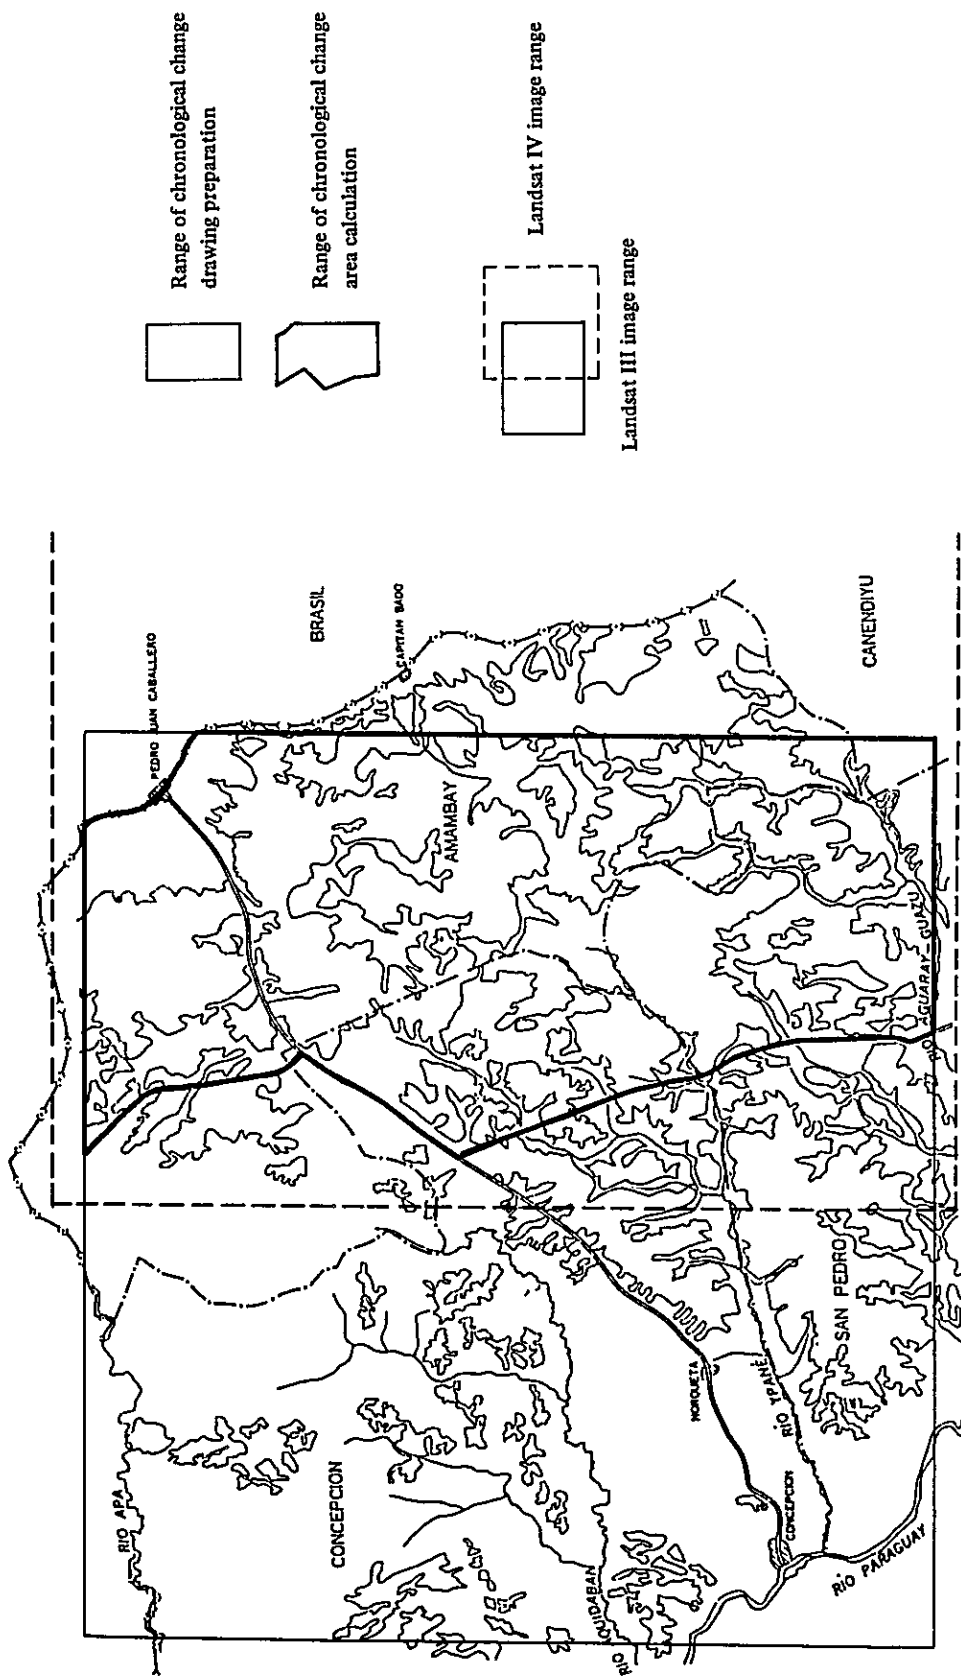 Range of chronological change
drawing preparation
Range of chronological change
area calculation
Landsat IV image range
Landsat III image range
PEDRO JUAN CABALLERO
BRASIL
CAPITAN BADO
CANENDIYU
AMAMBAY
RIO AGUARAY-GUAZU
RIO APA
CONCEPCION
RIO AQUIDABAN
HORQUETA
RIO YPANÉ
SAN PEDRO
CONCEPCION
RIO PARAGUAY